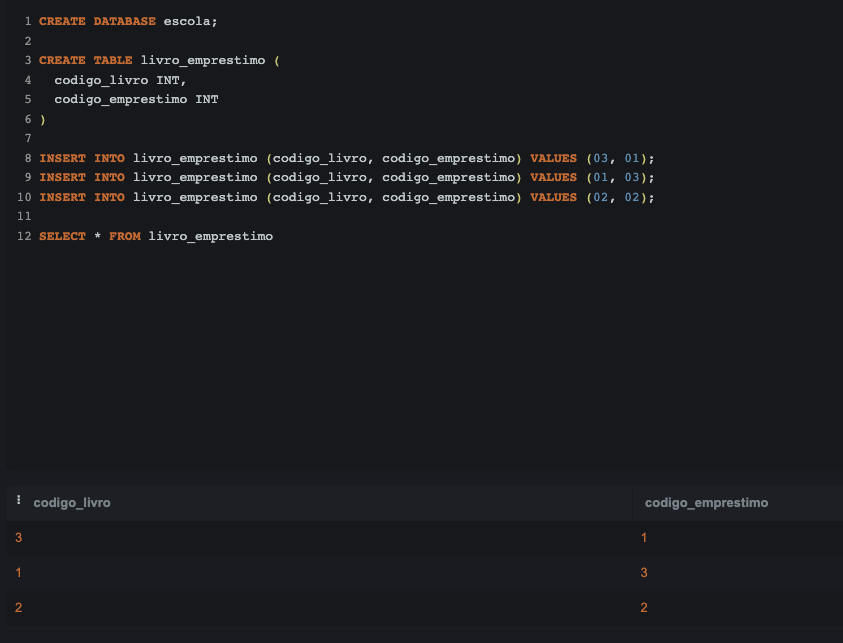 1 CREATE DATABASE escola;
2
3 CREATE TABLE livro_emprestimo (
4   codigo_livro INT,
5   codigo_emprestimo INT
6 )
7
8 INSERT INTO livro_emprestimo (codigo_livro, codigo_emprestimo) VALUES (03, 01);
9 INSERT INTO livro_emprestimo (codigo_livro, codigo_emprestimo) VALUES (01, 03);
10 INSERT INTO livro_emprestimo (codigo_livro, codigo_emprestimo) VALUES (02, 02);
11
12 SELECT * FROM livro_emprestimo
codigo_livro codigo_emprestimo
3 1
1 3
2 2